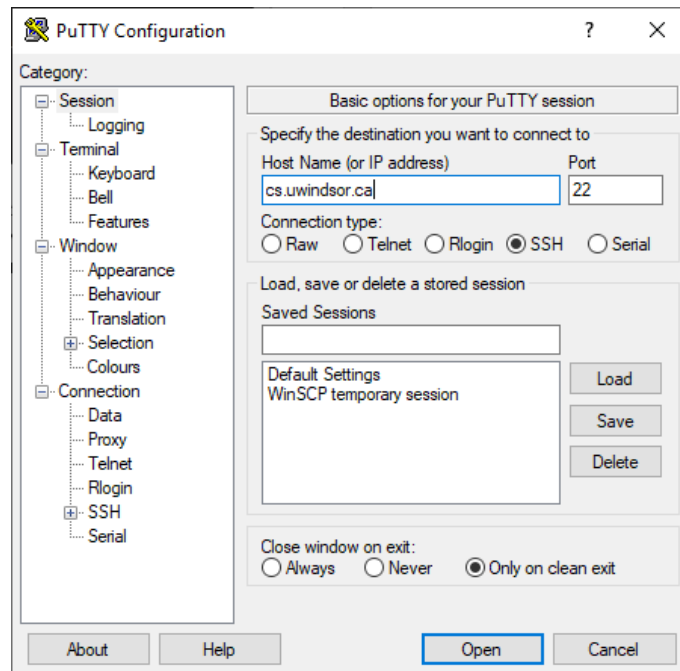 PuTTY Configuration ?
Category:
Session
Logging
Terminal
Keyboard
Bell
Features
Window
Appearance
Behaviour
Translation
Selection
Colours
Connection
Data
Proxy
Telnet
Rlogin
SSH
Serial
Basic options for your PuTTY session
Specify the destination you want to connect to
Host Name (or IP address) Port
cs.uwindsor.ca 22
Connection type:
Raw Telnet Rlogin SSH Serial
Load, save or delete a stored session
Saved Sessions
Default Settings
WinSCP temporary session
Load
Save
Delete
Close window on exit:
Always Never Only on clean exit
About Help Open Cancel